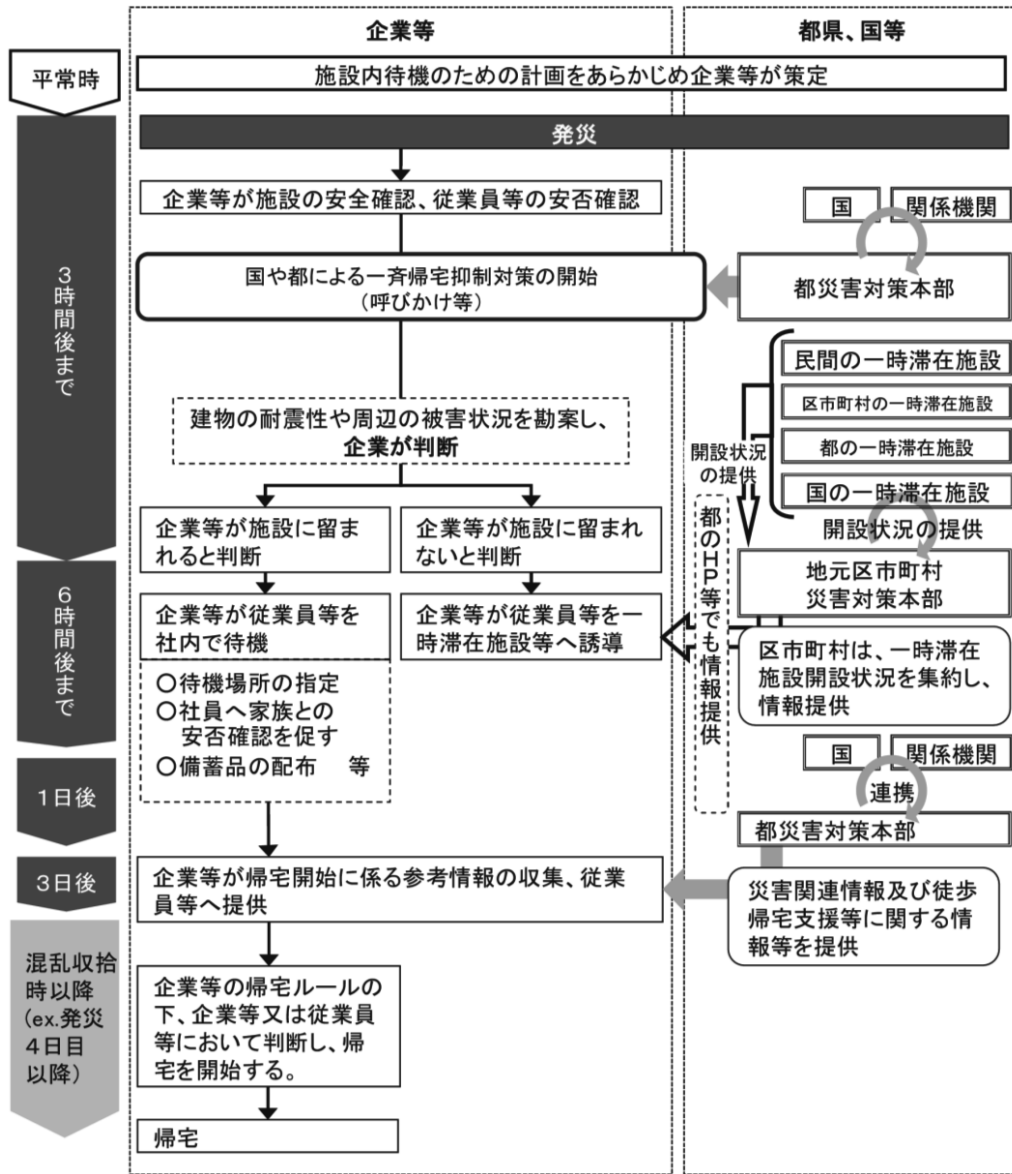 企業等
都県、国等
平常時
施設内待機のための計画をあらかじめ企業等が策定
発災
3時間後まで
企業等が施設の安全確認、従業員等の安否確認
国
関係機関
国や都による一斉帰宅抑制対策の開始
（呼びかけ等）
都災害対策本部
民間の一時滞在施設
区市町村の一時滞在施設
都の一時滞在施設
国の一時滞在施設
建物の耐震性や周辺の被害状況を勘案し、
企業が判断
開設状況
の提供
開設状況の提供
企業等が施設に留ま
れると判断
企業等が施設に留まれ
ないと判断
都のHP等でも情報提供
地元区市町村
災害対策本部
6時間後まで
企業等が従業員等を
社内で待機
企業等が従業員等を一
時滞在施設等へ誘導
区市町村は、一時滞在
施設開設状況を集約し、
情報提供
○待機場所の指定
○社員へ家族との
安否確認を促す
○備蓄品の配布　等
国
関係機関
連携
1日後
都災害対策本部
3日後
企業等が帰宅開始に係る参考情報の収集、従業
員等へ提供
災害関連情報及び徒歩
帰宅支援等に関する情
報等を提供
混乱収拾
時以降
(ex.発災
4日目
以降)
企業等の帰宅ルールの
下、企業等又は従業員
等において判断し、帰
宅を開始する。
帰宅